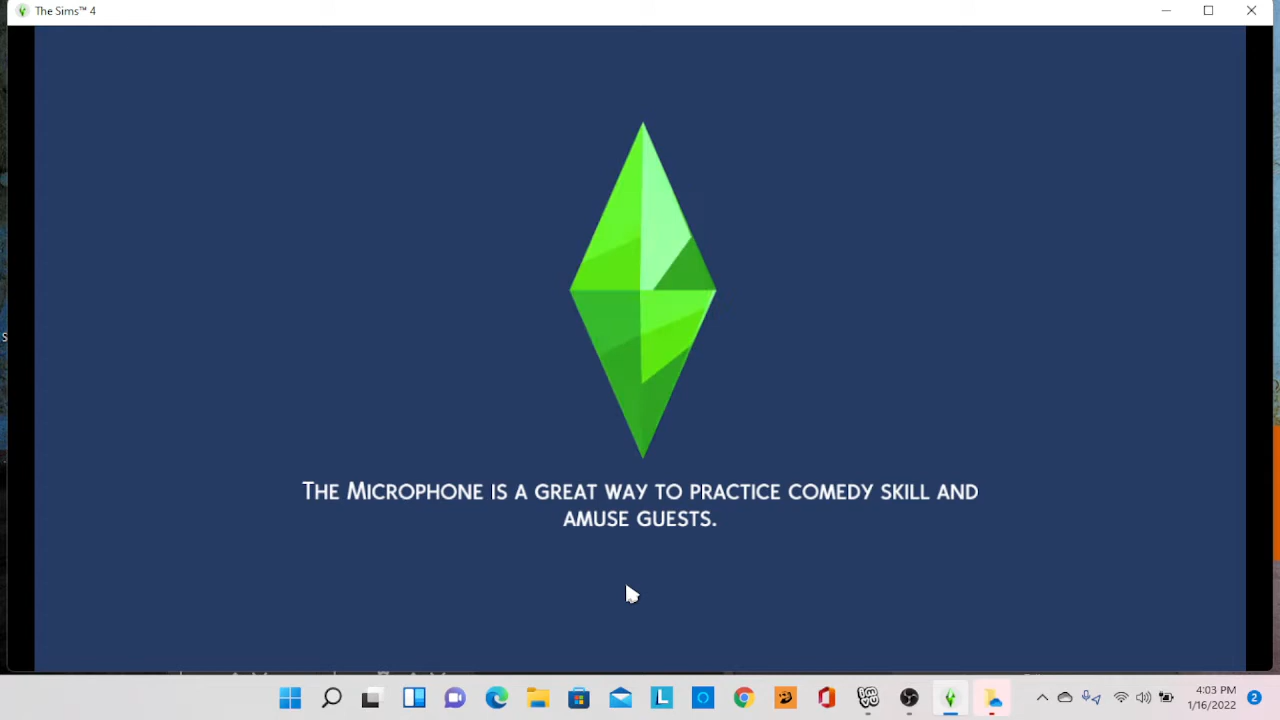 The Sims™ 4
The Microphone is a great way to practice comedy skill and
amuse guests.
4:03 PM
1/16/2022
2